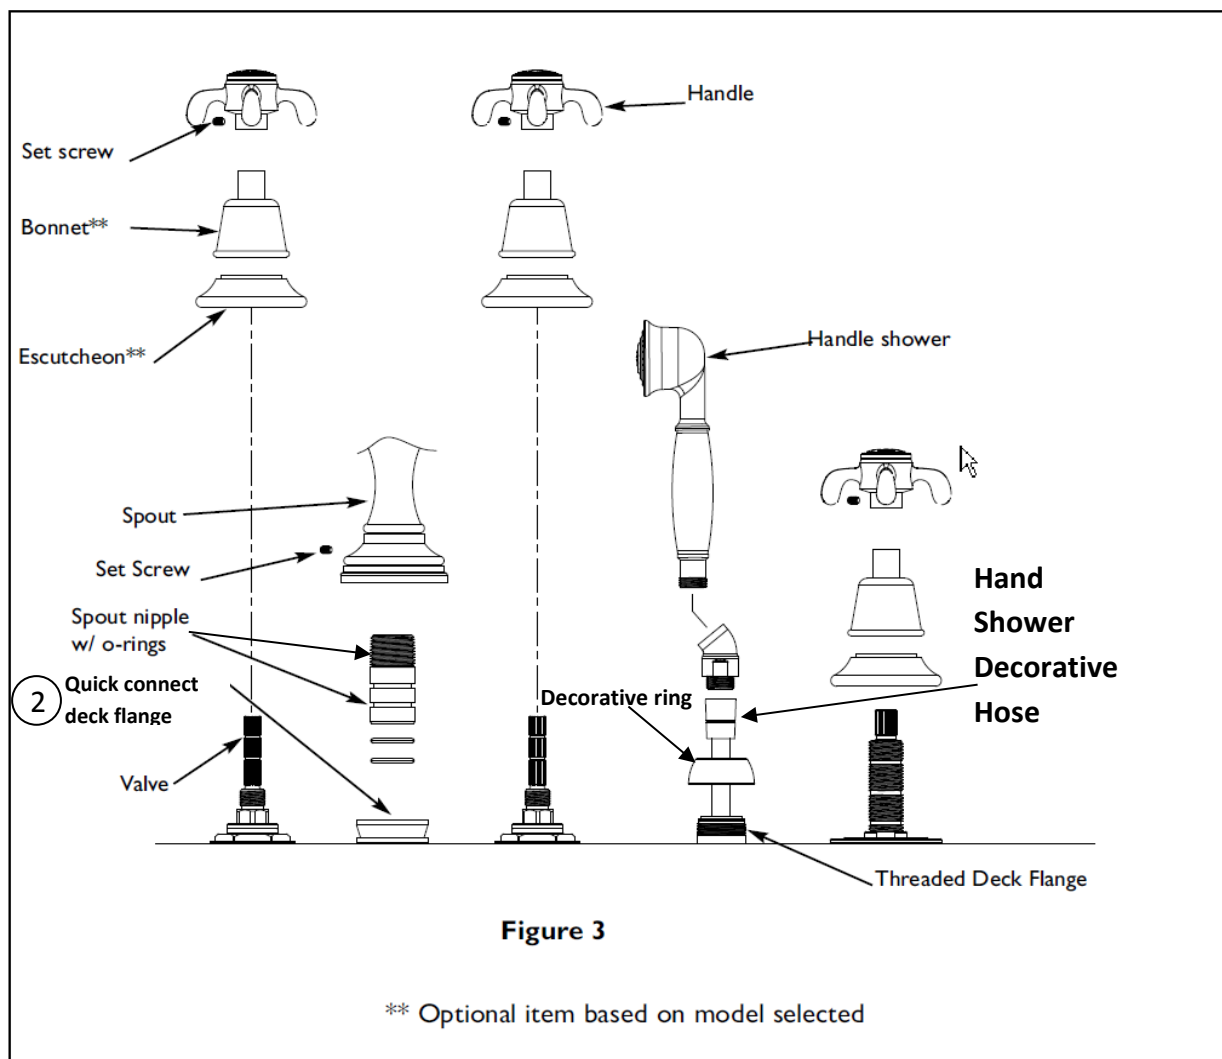 Handle
Set screw
Bonnet**
Escutcheon**
Handle shower
Spout
Set Screw
Hand
Shower
Decorative
Hose
Spout nipple
w/ o-rings
2 Quick connect
deck flange
Decorative ring
Valve
Threaded Deck Flange
Figure 3
** Optional item based on model selected